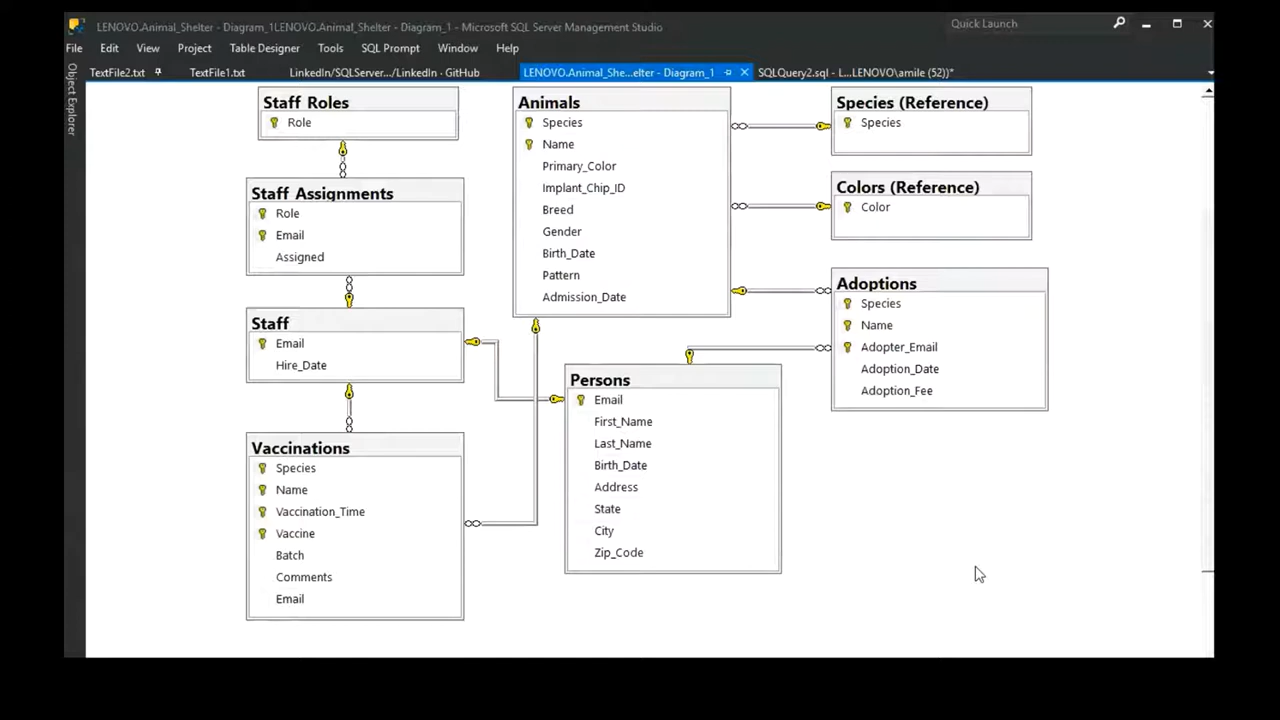 LENOVO.Animal_Shelter - Diagram_1LENOVO.Animal_Shelter - Diagram_1 - Microsoft SQL Server Management Studio
Quick Launch
File Edit View Project Table Designer Tools SQL Prompt Window Help
TextFile2.txt TextFile1.txt LinkedIn/SQLServer.../LinkedIn - GitHub LENOVO.Animal_She...elter - Diagram_1 SQLQuery2.sql - L...LENOVO\amile (52))*
Object Explorer
Staff Roles
Role
Staff Assignments
Role
Email
Assigned
Staff
Email
Hire_Date
Vaccinations
Species
Name
Vaccination_Time
Vaccine
Batch
Comments
Email
Animals
Species
Name
Primary_Color
Implant_Chip_ID
Breed
Gender
Birth_Date
Pattern
Admission_Date
Persons
Email
First_Name
Last_Name
Birth_Date
Address
State
City
Zip_Code
Species (Reference)
Species
Colors (Reference)
Color
Adoptions
Species
Name
Adopter_Email
Adoption_Date
Adoption_Fee